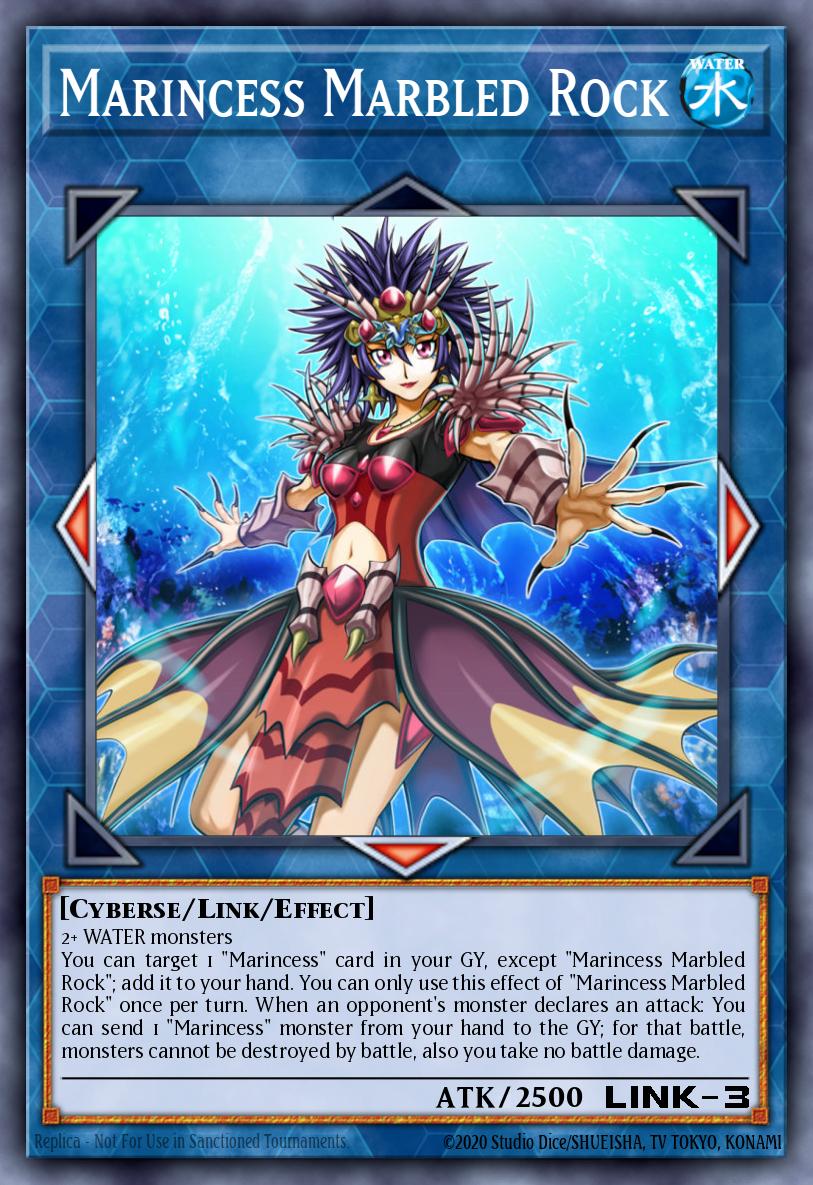 Marincess Marbled Rock
WATER
水
[Cyberse/Link/Effect]
2+ WATER monsters
You can target 1 "Marincess" card in your GY, except "Marincess Marbled
Rock"; add it to your hand. You can only use this effect of "Marincess Marbled
Rock" once per turn. When an opponent's monster declares an attack: You
can send 1 "Marincess" monster from your hand to the GY; for that battle,
monsters cannot be destroyed by battle, also you take no battle damage.
ATK/2500 LINK-3
Replica - Not For Use in Sanctioned Tournaments.
©2020 Studio Dice/SHUEISHA, TV TOKYO, KONAMI